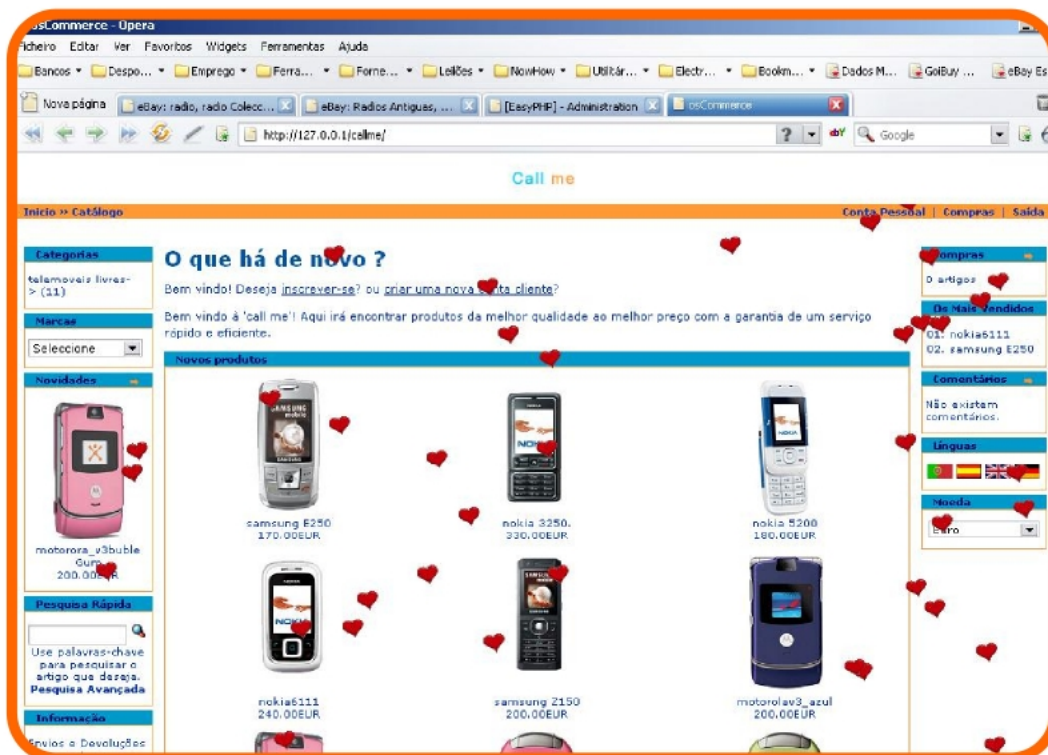 osCommerce - Opera
Ficheiro Editar Ver Favoritos Widgets Ferramentas Ajuda
Bancos Despo... Emprego Ferra... Forne... Leilões NowHow Utilitár... Electr... Bookm... Dados M... GoiBuy ... eBay Es
Nova página eBay: radio, racio Colecc... eBay: Radios Antiguas, ... [EasyPHP] - Administration osCommerce
http://127.0.0.1/callme/ ? Google
Call me
Inicio » Catálogo
Conta Pessoal | Compras | Saída
Categorias
telemoveis livres-
> (11)
Marcas
Seleccione
Novidades
motorora_v3buble
Gum
200.00EUR
Pesquisa Rápida
Use palavras-chave
para pesquisar o
artigo que deseja.
Pesquisa Avançada
Informação
Envios e Devoluções
O que há de novo ?
Bem vindo! Deseja inscrever-se? ou criar uma nova conta cliente?
Bem vindo à 'call me'! Aqui irá encontrar produtos da melhor qualidade ao melhor preço com a garantia de um serviço
rápido e eficiente.
Novos produtos
samsung E250
170.00EUR
nokia 3250.
330.00EUR
nokia 5200
180.00EUR
nokia6111
240.00EUR
samsung Z150
200.00EUR
motorolav3_azul
200.00EUR
Compras
0 artigos
Os Mais Vendidos
01. nokia6111
02. samsung E250
Comentários
Não existem
comentários.
Línguas
Moeda
Euro